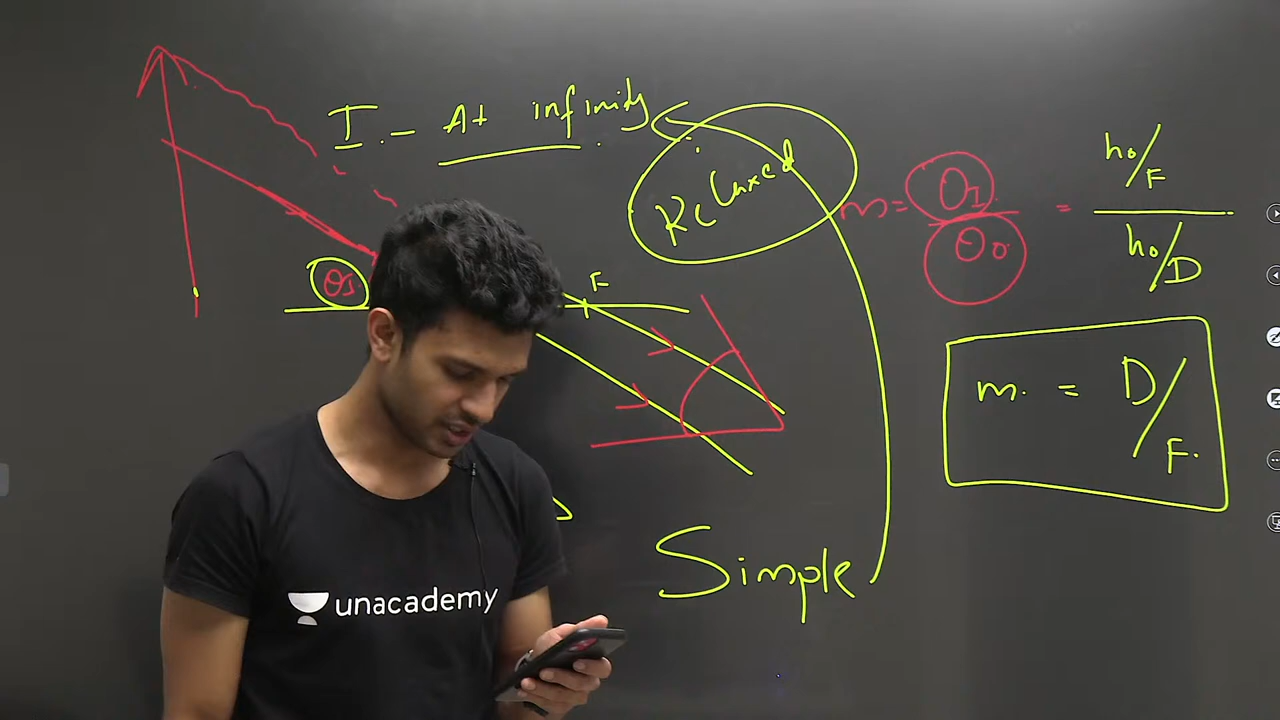 I. - At infinity
Relaxed
m = θI / θo = ho/F / ho/D
θI
F
m. = D/F.
Simple
unacademy